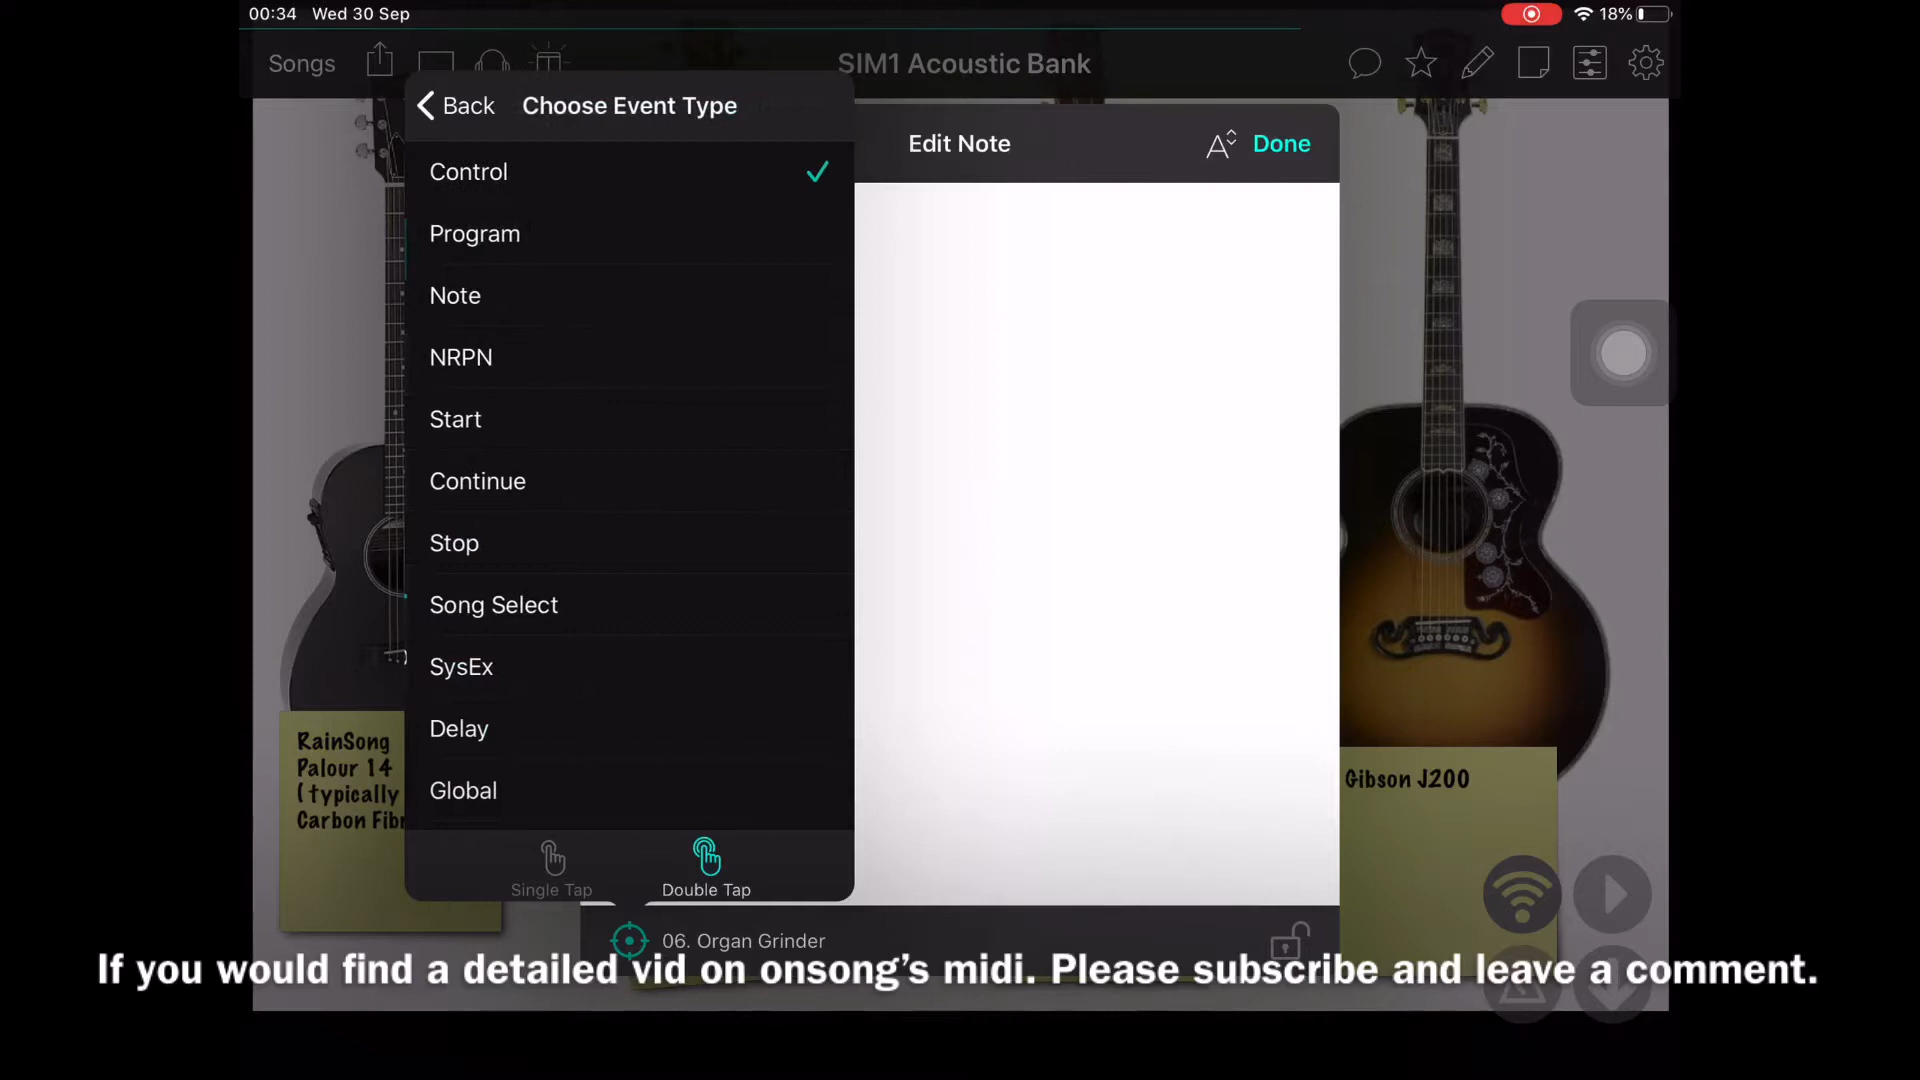 00:34 Wed 30 Sep
18%
Songs
SIM1 Acoustic Bank
Back
Choose Event Type
Edit Note
Done
Control
Program
Note
NRPN
Start
Continue
Stop
Song Select
SysEx
Delay
Global
Single Tap
Double Tap
RainSong
Palour 14
(typically
Carbon Fibr
Gibson J200
06. Organ Grinder
If you would find a detailed vid on onsong's midi. Please subscribe and leave a comment.